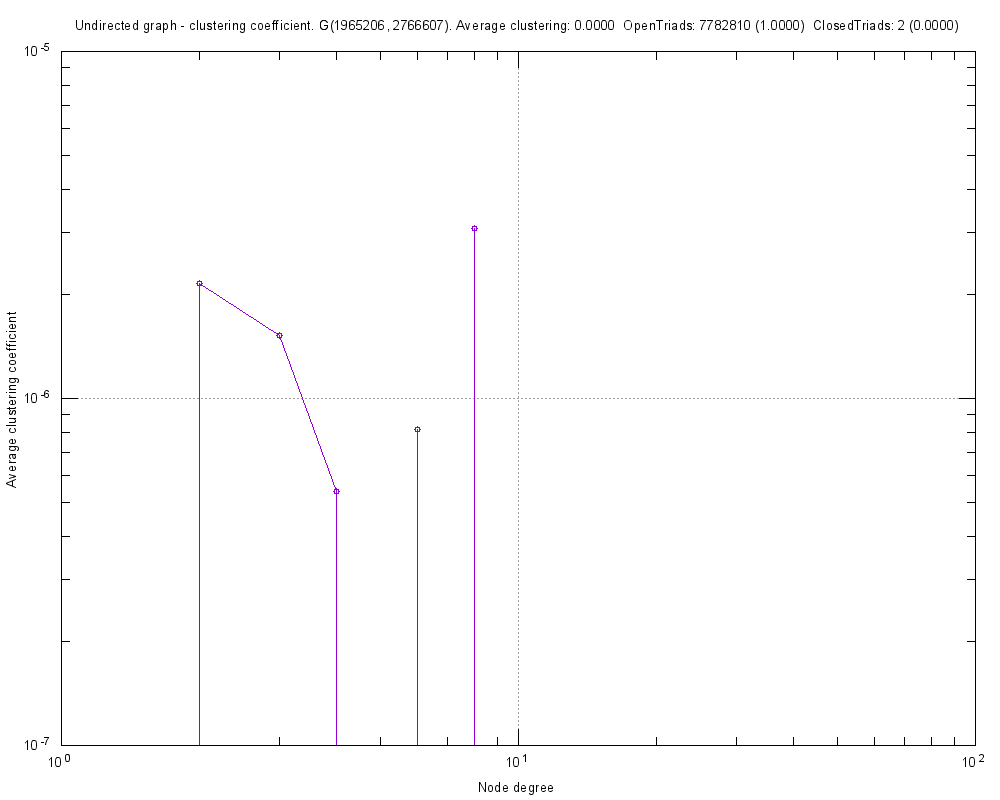 Undirected graph - clustering coefficient. G(1965206, 2766607). Average clustering: 0.0000  OpenTriads: 7782810 (1.0000)  ClosedTriads: 2 (0.0000)
10^-5
10^-6
10^-7
Average clustering coefficient
10^0 10^1 10^2
Node degree